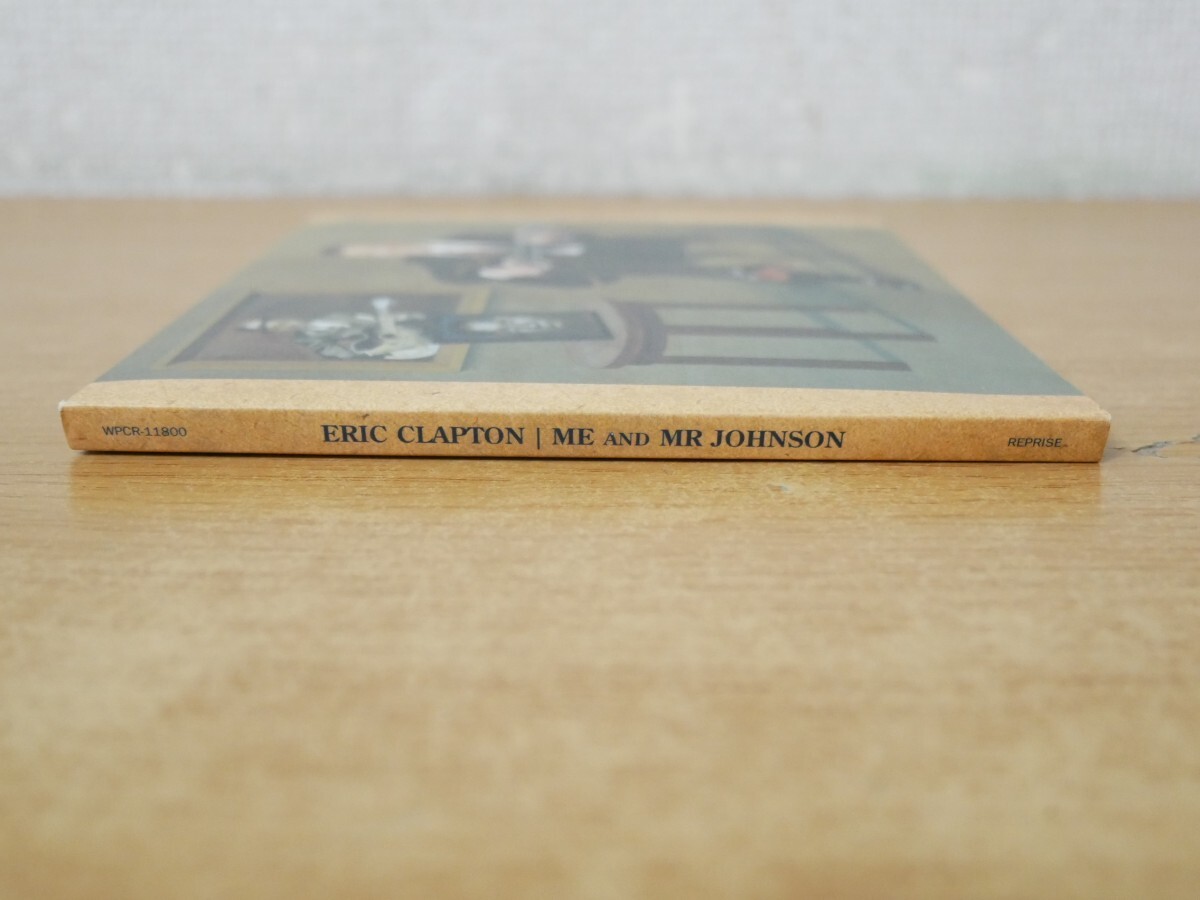 WPCR-11800 ERIC CLAPTON | ME AND MR JOHNSON REPRISE